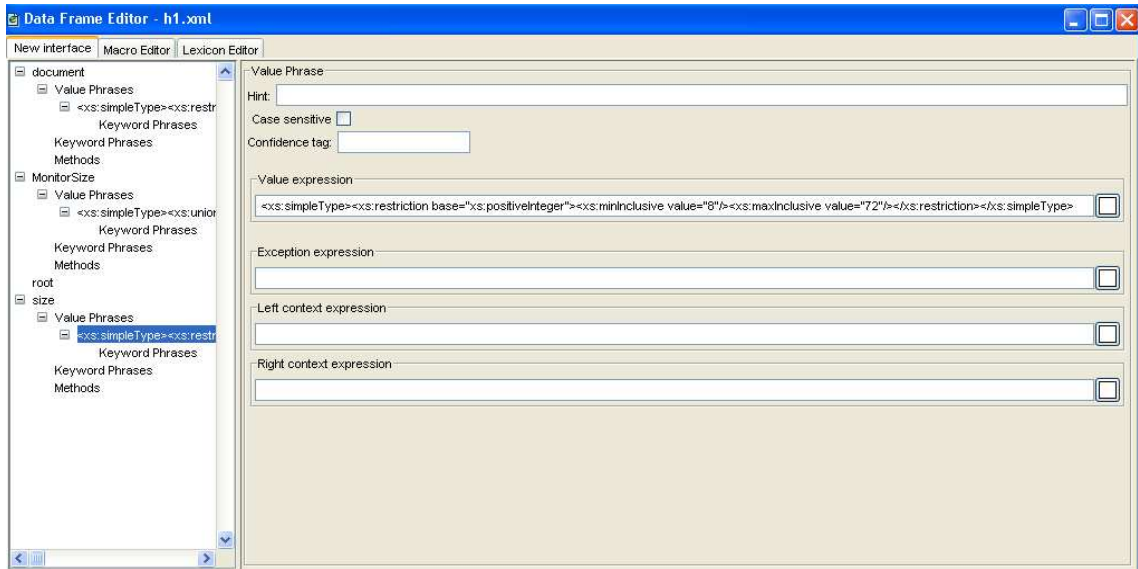 Data Frame Editor - h1.xml
New interface
Macro Editor
Lexicon Editor
document
Value Phrases
<xs:simpleType><xs:restr
Keyword Phrases
Keyword Phrases
Methods
MonitorSize
Value Phrases
<xs:simpleType><xs:union
Keyword Phrases
Keyword Phrases
Methods
root
size
Value Phrases
<xs:simpleType><xs:restr
Keyword Phrases
Keyword Phrases
Methods
Value Phrase
Hint:
Case sensitive
Confidence tag:
Value expression
<xs:simpleType><xs:restriction base="xs:positiveInteger"><xs:minInclusive value="8"/><xs:maxInclusive value="72"/></xs:restriction></xs:simpleType>
Exception expression
Left context expression
Right context expression